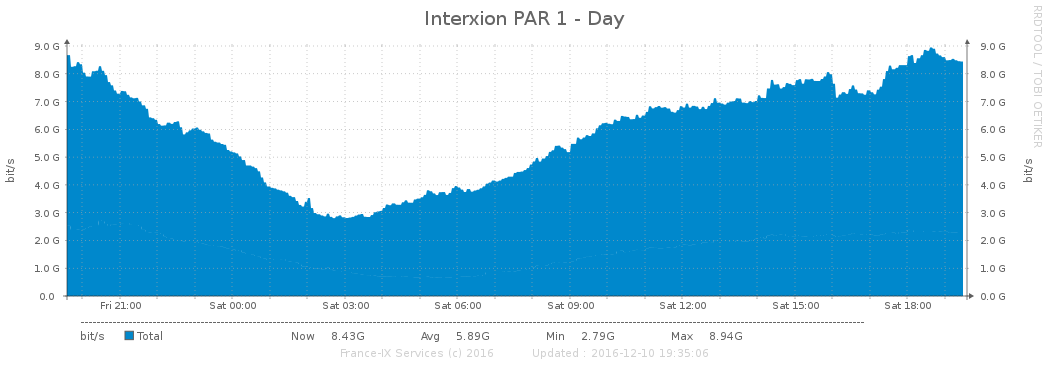 Interxion PAR 1 - Day
RRDTOOL / TOBI OETIKER
bit/s
9.0 G 9.0 G
8.0 G 8.0 G
7.0 G 7.0 G
6.0 G 6.0 G
5.0 G 5.0 G
4.0 G 4.0 G
3.0 G 3.0 G
2.0 G 2.0 G
1.0 G 1.0 G
0.0 0.0 G
bit/s
Fri 21:00 Sat 00:00 Sat 03:00 Sat 06:00 Sat 09:00 Sat 12:00 Sat 15:00 Sat 18:00
bit/s Total Now 8.43G Avg 5.89G Min 2.79G Max 8.94G
France-IX Services (c) 2016 Updated : 2016-12-10 19:35:06